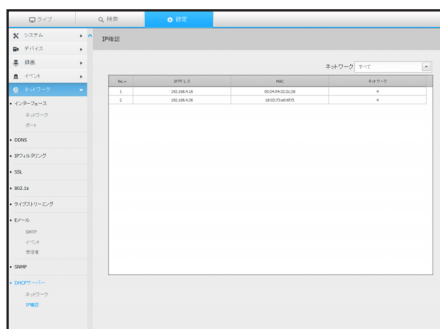 ライブ
検索
設定
システム
デバイス
録画
イベント
ネットワーク
インターフェース
ネットワーク
ポート
DDNS
IPフィルタリング
SSL
802.1x
ライブストリーミング
Eメール
SMTP
イベント
受信者
SNMP
DHCPサーバー
ネットワーク
IP確認
IP確認
ネットワーク すべて
No. IPアドレス MAC ネットワーク
1 192.168.4.16 4
2 192.168.4.26 4